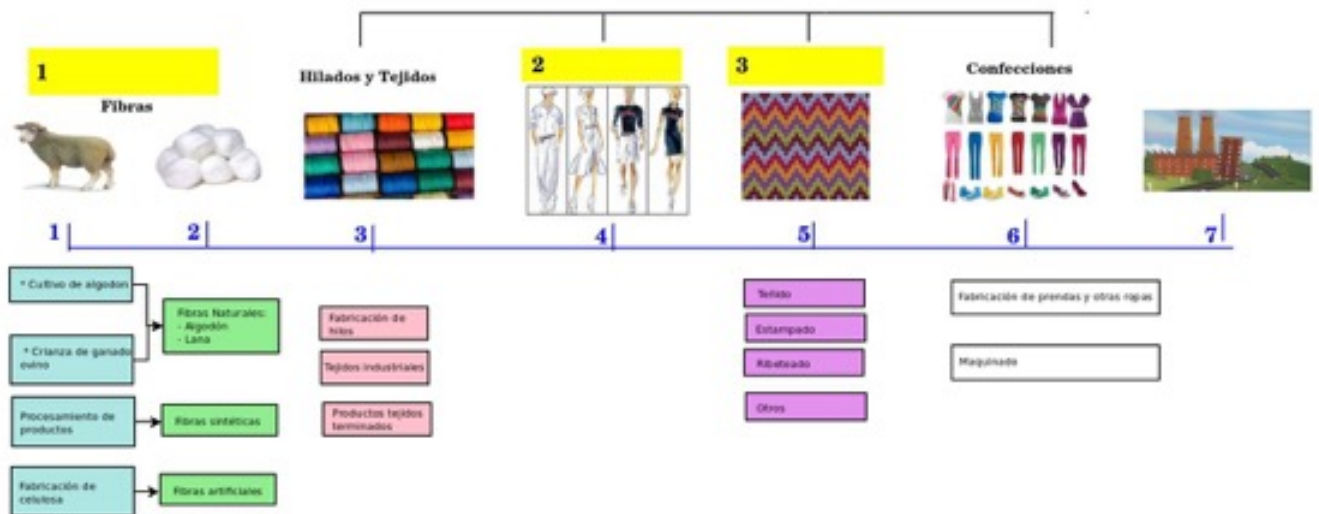 1
Fibras
Hilados y Tejidos
2
3
Confecciones
1
2
3
4
5
6
7
* Cultivo de algodon
* Crianza de ganado
ovino
Procesamiento de
productos
Fabricación de
celulosa
Fibras Naturales:
- Algodón
- Lana
Fibras sintéticas
Fibras artificiales
Fabricación de
hilos
Tejidos industriales
Productos tejidos
terminados
Teñido
Estampado
Ribeteado
Otros
Fabricación de prendas y otras ropas
Maquinado